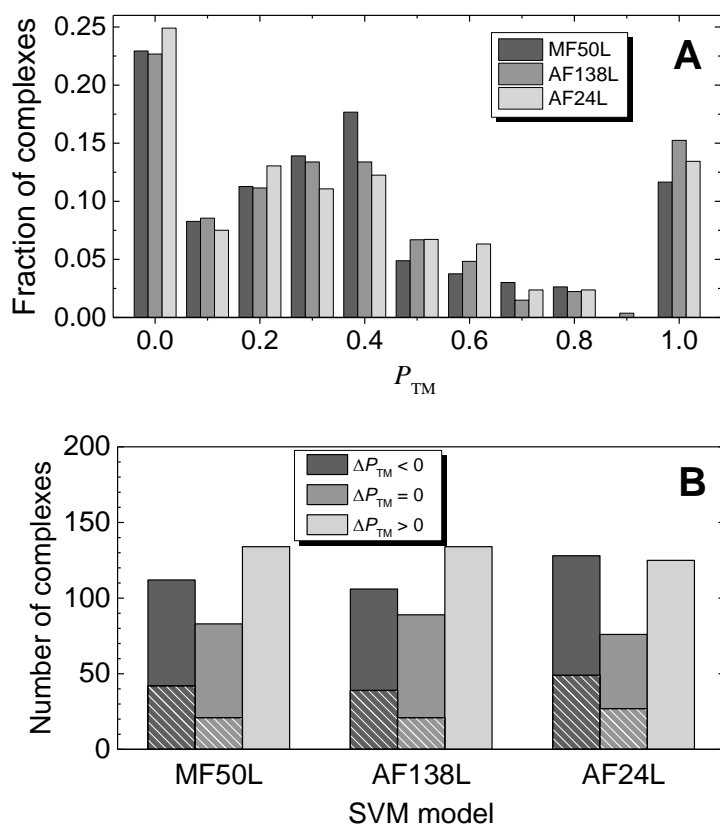 A
MF50L
AF138L
AF24L
Fraction of complexes
0.25
0.20
0.15
0.10
0.05
0.00
0.0 0.2 0.4 0.6 0.8 1.0
P_TM
B
ΔP_TM < 0
ΔP_TM = 0
ΔP_TM > 0
Number of complexes
200
150
100
50
0
MF50L AF138L AF24L
SVM model